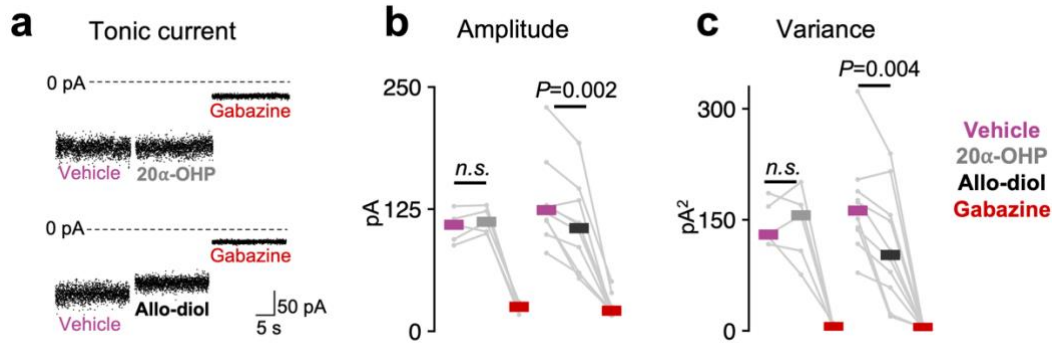 a
Tonic current
0 pA
Gabazine
Vehicle
20α-OHP
0 pA
Gabazine
Vehicle
Allo-diol
50 pA
5 s
b
Amplitude
250
125
0
pA
n.s.
P=0.002
c
Variance
300
150
0
pA²
n.s.
P=0.004
Vehicle
20α-OHP
Allo-diol
Gabazine